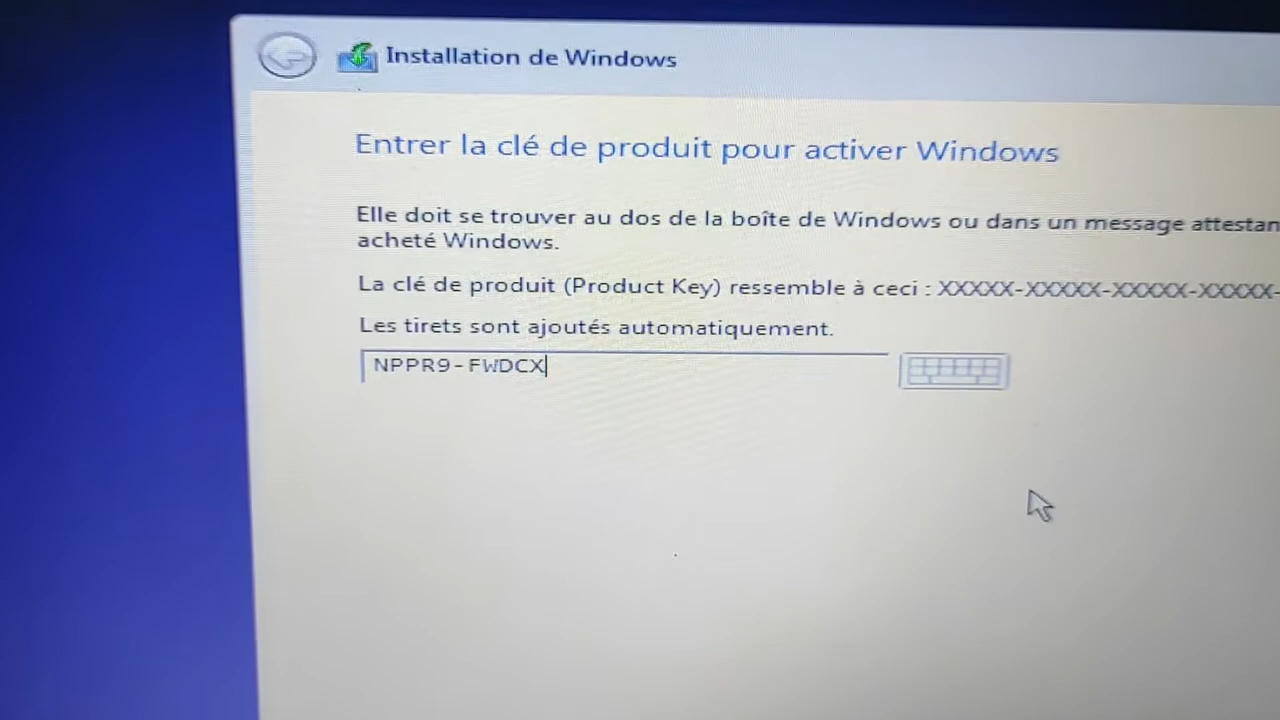 Installation de Windows
Entrer la clé de produit pour activer Windows
Elle doit se trouver au dos de la boîte de Windows ou dans un message attestan
acheté Windows.
La clé de produit (Product Key) ressemble à ceci : XXXXX-XXXXX-XXXXX-XXXXX-
Les tirets sont ajoutés automatiquement.
NPPR9-FWDCX